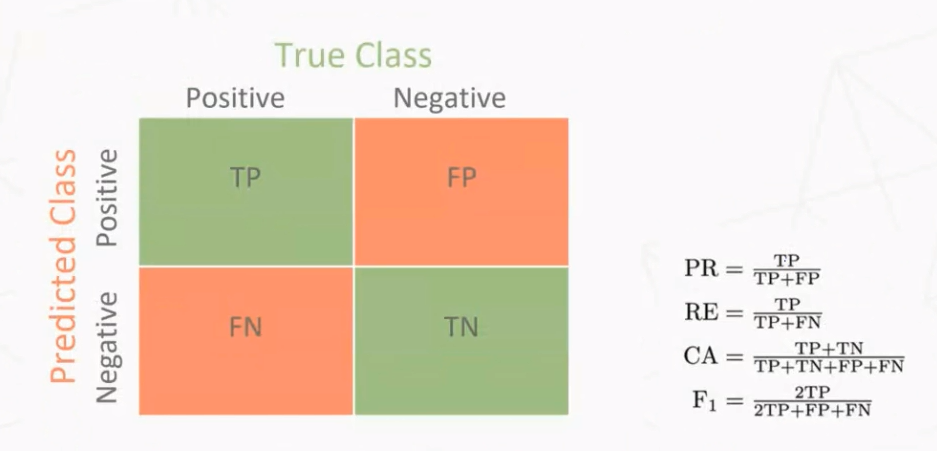 True Class
Positive Negative
Predicted Class
Positive
Negative
TP FP
FN TN
PR = TP / TP+FP
RE = TP / TP+FN
CA = TP+TN / TP+TN+FP+FN
F₁ = 2TP / 2TP+FP+FN